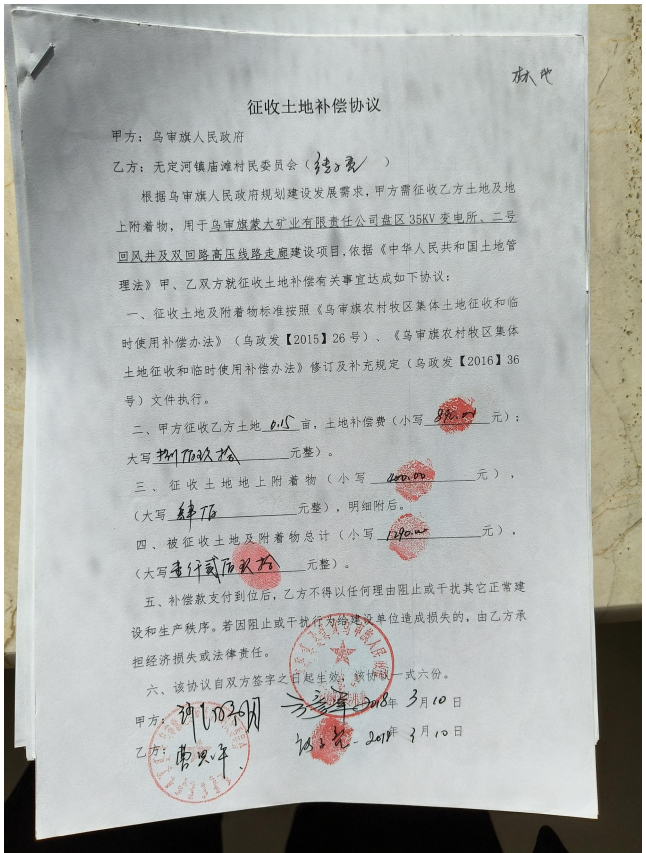 林地
征收土地补偿协议
甲方：乌审旗人民政府
乙方：无定河镇庙滩村民委员会（ ）
根据乌审旗人民政府规划建设发展需求，甲方需征收乙方土地及地
上附着物，用于乌审旗蒙大矿业有限责任公司盘区35KV变电所、二号
回风井及双回路高压线路走廊建设项目，依据《中华人民共和国土地管
理法》甲、乙双方就征收土地补偿有关事宜达成如下协议：
一、征收土地及附着物标准按照《乌审旗农村牧区集体土地征收和临
时使用补偿办法》（乌政发【2015】26号）、《乌审旗农村牧区集体
土地征收和临时使用补偿办法》修订及补充规定（乌政发【2016】36
号）文件执行。
二、甲方征收乙方土地 0.15 亩，土地补偿费（小写 890.00 元）；
大写 捌佰玖拾 元整）。
三、征收土地地上附着物（小写 400.00 元），
（大写 肆佰 元整），明细附后。
四、被征收土地及附着物总计（小写 1290.00 元），
（大写 壹仟贰佰玖拾 元整）。
五、补偿款支付到位后，乙方不得以任何理由阻止或干扰其它正常建
设和生产秩序。若因阻止或干扰行为给建设单位造成损失的，由乙方承
担经济损失或法律责任。
六、该协议自双方签字之日起生效，该协议一式六份。
甲方： 2018年 3月10日
乙方： 2018年 3月10日